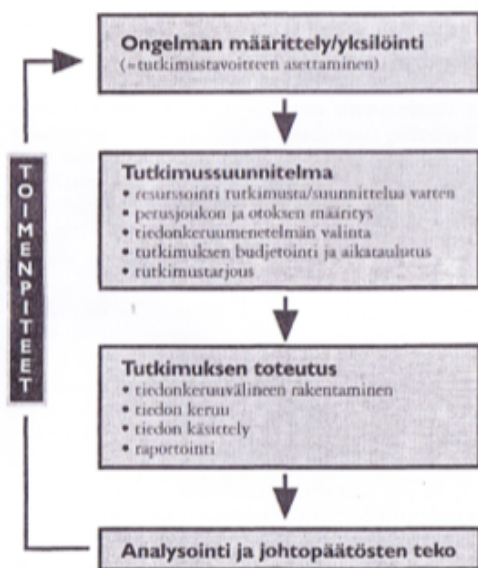 Ongelman määrittely/yksilöinti
(=tutkimustavoitteen asettaminen)
TOIMENPITEET
Tutkimussuunnitelma
• resurssointi tutkimusta/suunnittelua varten
• perusjoukon ja otoksen määritys
• tiedonkeruumenetelmän valinta
• tutkimuksen budjetointi ja aikataulutus
• tutkimustarjous
Tutkimuksen toteutus
• tiedonkeruuvälineen rakentaminen
• tiedon keruu
• tiedon käsittely
• raportointi
Analysointi ja johtopäätösten teko